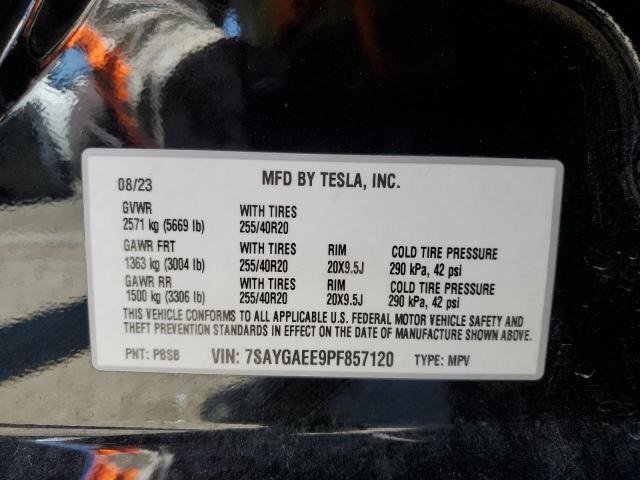 08/23 MFD BY TESLA, INC.
GVWR WITH TIRES
2571 kg (5669 lb) 255/40R20
GAWR FRT WITH TIRES RIM COLD TIRE PRESSURE
1363 kg (3004 lb) 255/40R20 20X9.5J 290 kPa, 42 psi
GAWR RR WITH TIRES RIM COLD TIRE PRESSURE
1500 kg (3306 lb) 255/40R20 20X9.5J 290 kPa, 42 psi
THIS VEHICLE CONFORMS TO ALL APPLICABLE U.S. FEDERAL MOTOR VEHICLE SAFETY AND
THEFT PREVENTION STANDARDS IN EFFECT ON THE DATE OF MANUFACTURE SHOWN ABOVE.
PNT: PBSB VIN: 7SAYGAEE9PF857120 TYPE: MPV